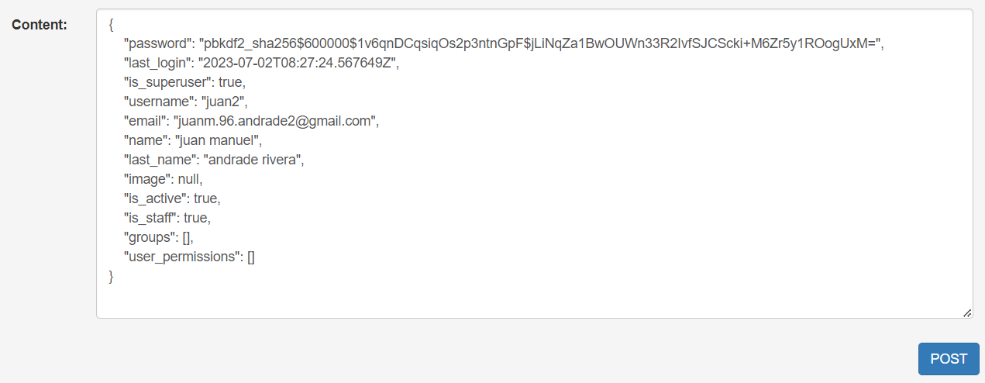 Content:
{
"password": "pbkdf2_sha256$600000$1v6qnDCqsiqOs2p3ntnGpF$jLiNqZa1BwOUWn33R2IvfSJCScki+M6Zr5y1ROogUxM=",
"last_login": "2023-07-02T08:27:24.567649Z",
"is_superuser": true,
"username": "juan2",
"email": "juanm.96.andrade2@gmail.com",
"name": "juan manuel",
"last_name": "andrade rivera",
"image": null,
"is_active": true,
"is_staff": true,
"groups": [],
"user_permissions": []
}
POST